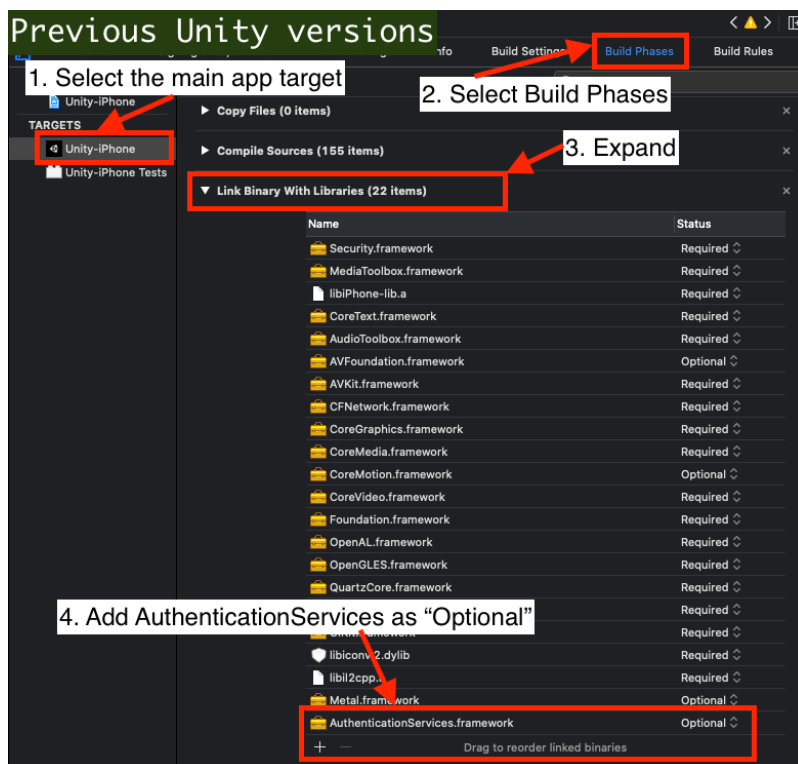 Previous Unity versions
Build Settings
Build Phases
Build Rules
1. Select the main app target
2. Select Build Phases
Unity-iPhone
Copy Files (0 items)
TARGETS
Unity-iPhone
Compile Sources (155 items)
3. Expand
Unity-iPhone Tests
Link Binary With Libraries (22 items)
Name Status
Security.framework Required
MediaToolbox.framework Required
libiPhone-lib.a Required
CoreText.framework Required
AudioToolbox.framework Required
AVFoundation.framework Optional
AVKit.framework Required
CFNetwork.framework Required
CoreGraphics.framework Required
CoreMedia.framework Required
CoreMotion.framework Optional
CoreVideo.framework Required
Foundation.framework Required
OpenAL.framework Required
OpenGLES.framework Required
QuartzCore.framework Required
Required
4. Add AuthenticationServices as “Optional”
Required
libiconv.2.dylib Required
libil2cpp.a Required
Metal.framework Optional
AuthenticationServices.framework Optional
Drag to reorder linked binaries